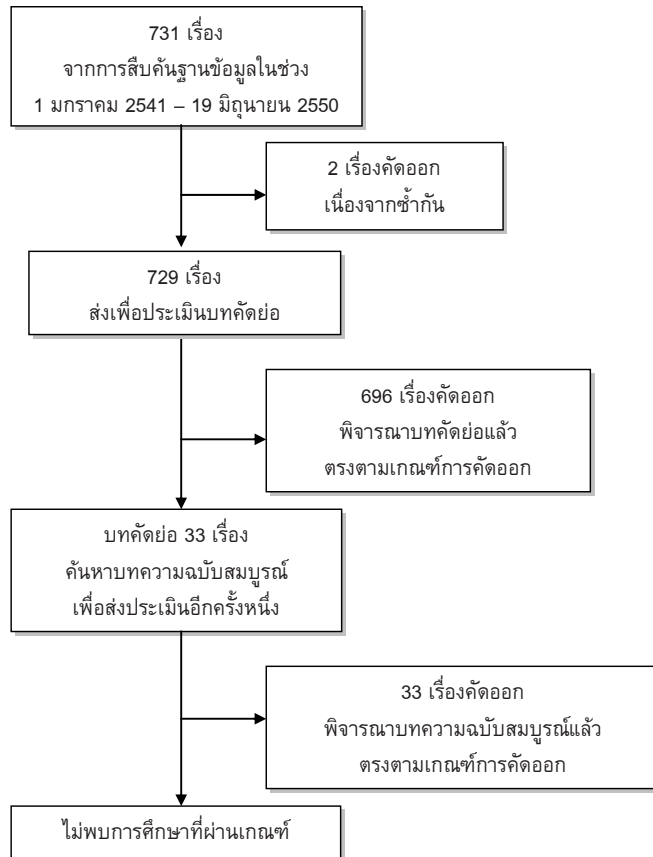 731 เรื่อง
จากการสืบค้นฐานข้อมูลในช่วง
1 มกราคม 2541 – 19 มิถุนายน 2550
2 เรื่องคัดออก
เนื่องจากซ้ำกัน
729 เรื่อง
ส่งเพื่อประเมินบทคัดย่อ
696 เรื่องคัดออก
พิจารณาบทคัดย่อแล้ว
ตรงตามเกณฑ์การคัดออก
บทคัดย่อ 33 เรื่อง
ค้นหาบทความฉบับสมบูรณ์
เพื่อส่งประเมินอีกครั้งหนึ่ง
33 เรื่องคัดออก
พิจารณาบทความฉบับสมบูรณ์แล้ว
ตรงตามเกณฑ์การคัดออก
ไม่พบการศึกษาที่ผ่านเกณฑ์